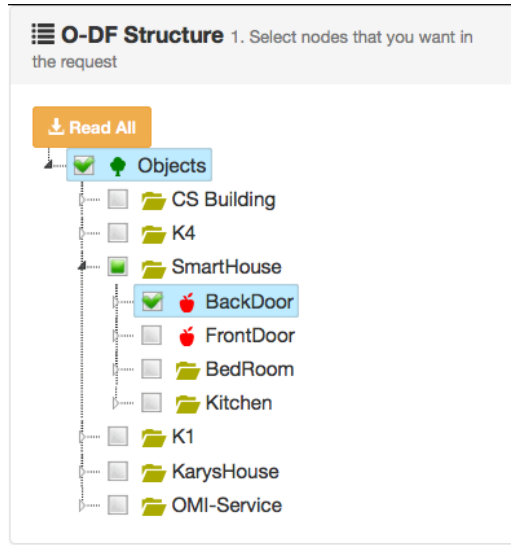 O-DF Structure 1. Select nodes that you want in
the request
Read All
Objects
CS Building
K4
SmartHouse
BackDoor
FrontDoor
BedRoom
Kitchen
K1
KarysHouse
OMI-Service